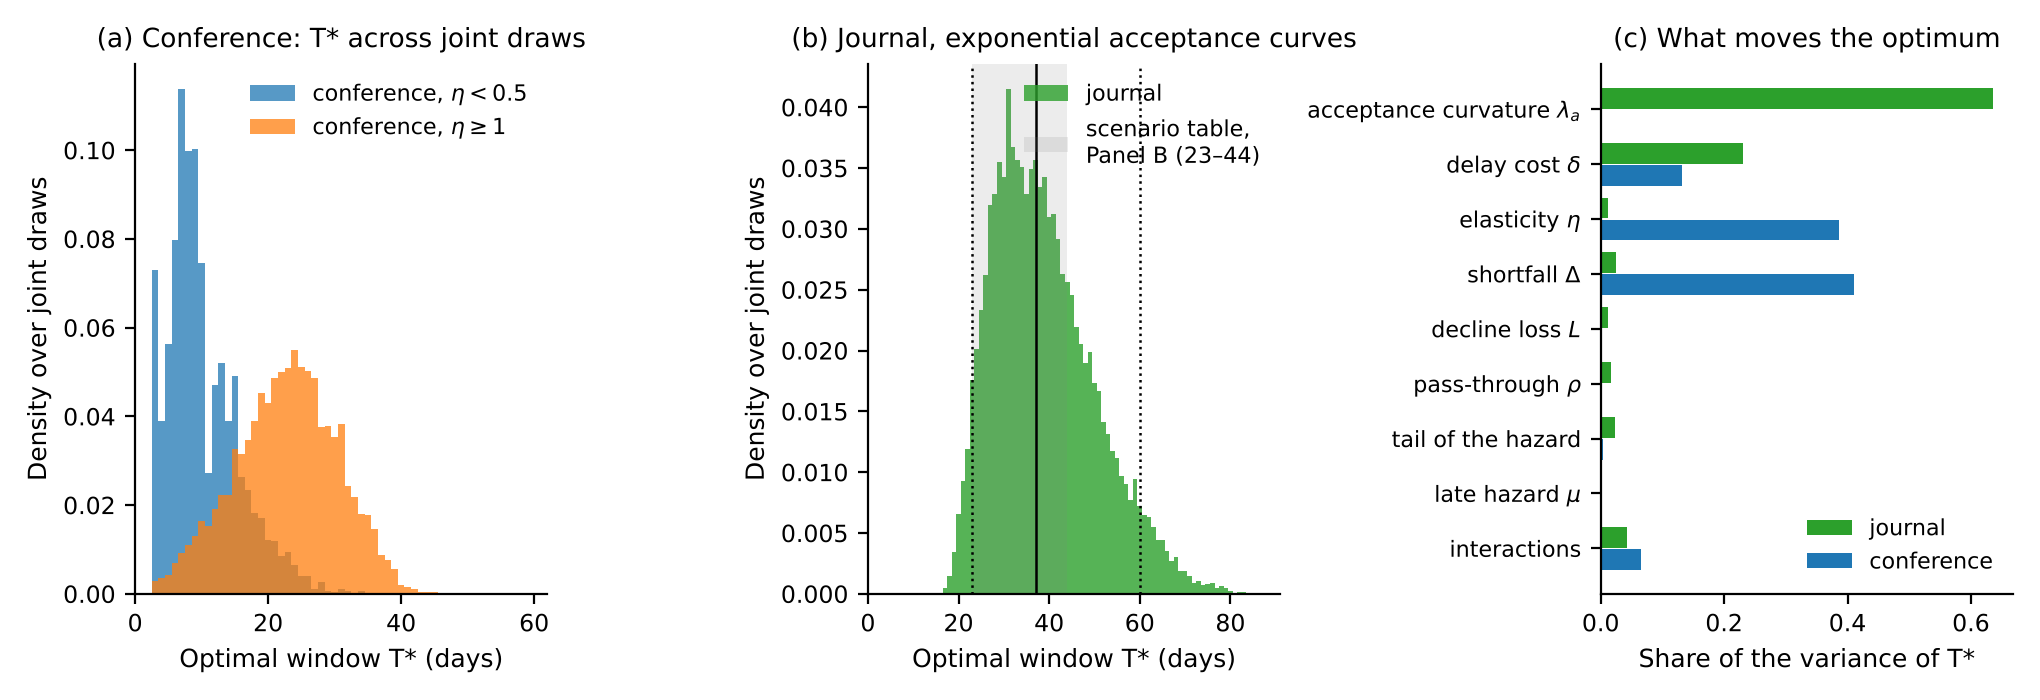 (a) Conference: T* across joint draws
conference, η < 0.5
conference, η ≥ 1
0.10
0.08
0.06
0.04
0.02
0.00
Density over joint draws
0
20
40
60
Optimal window T* (days)
(b) Journal, exponential acceptance curves
journal
scenario table,
Panel B (23–44)
0.040
0.035
0.030
0.025
0.020
0.015
0.010
0.005
0.000
Density over joint draws
0
20
40
60
80
Optimal window T* (days)
(c) What moves the optimum
acceptance curvature λₐ
delay cost δ
elasticity η
shortfall Δ
decline loss L
pass-through ρ
tail of the hazard
late hazard μ
interactions
journal
conference
0.0
0.2
0.4
0.6
Share of the variance of T*